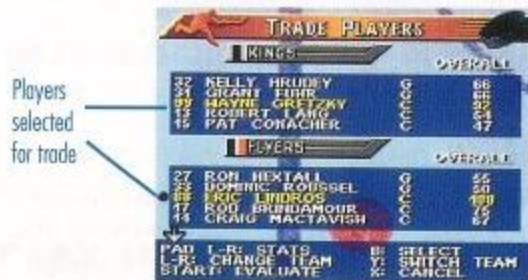 TRADE PLAYERS
KINGS
OVERALL
32 KELLY HRUDEY G 66
31 GRANT FUHR G 66
99 WAYNE GRETZKY C 92
13 ROBERT LANG C 54
15 PAT CONACHER C 47
Players
selected
for trade
FLYERS
OVERALL
27 RON HEXTALL G 55
33 DOMINIC ROUSSEL G 50
88 ERIC LINDROS C 100
17 ROD BRINDAMOUR C 75
14 CRAIG MACTAVISH C 67
PAD L-R: STATS B: SELECT
L-R: CHANGE TEAM Y: SWITCH TEAM
START: EVALUATE X: CANCEL